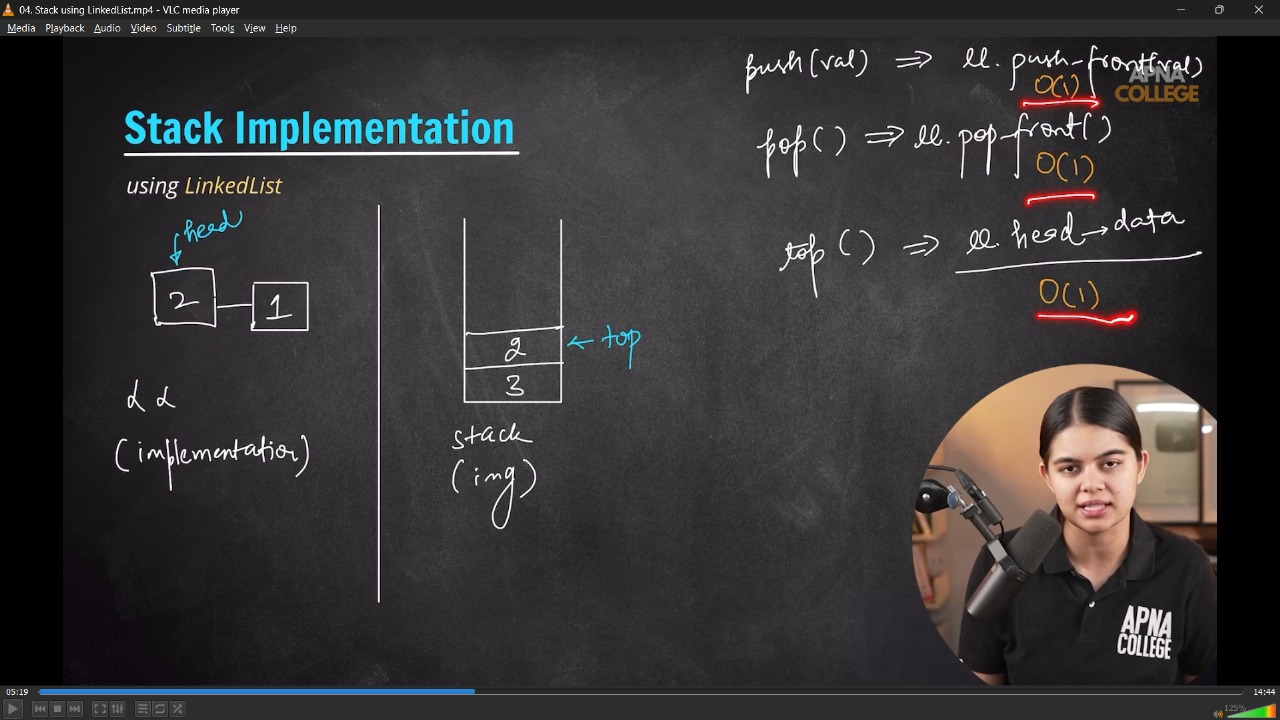 04. Stack using LinkedList.mp4 - VLC media player
Media Playback Audio Video Subtitle Tools View Help
push(val) ⇒ ll. push-front(val)
APNA
COLLEGE
O(1)
Stack Implementation
pop() ⇒ ll. pop-front()
O(1)
using LinkedList
head
top() ⇒ ll. head→data
O(1)
2 1
2 ← top
3
LL
(implementation)
stack
(img)
APNA
COLLEGE
05:19
14:44
125%